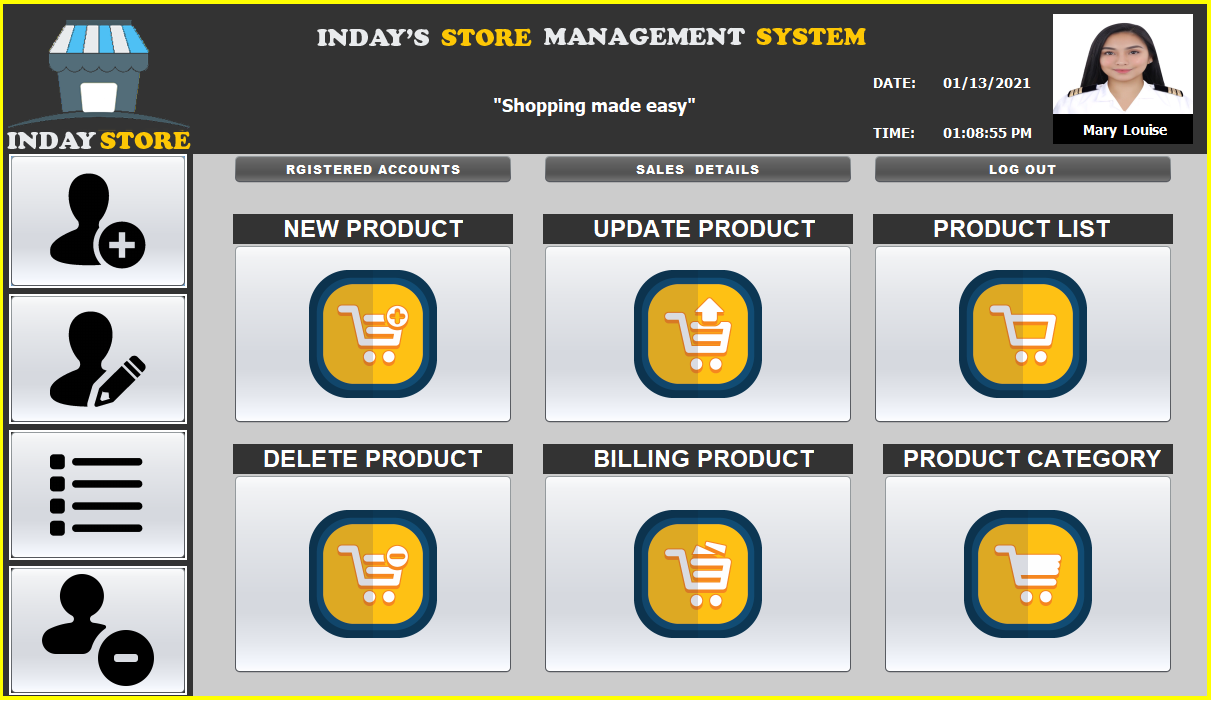 INDAY'S STORE MANAGEMENT SYSTEM
"Shopping made easy"
DATE: 01/13/2021
TIME: 01:08:55 PM
Mary Louise
INDAY STORE
RGISTERED ACCOUNTS
SALES DETAILS
LOG OUT
NEW PRODUCT
UPDATE PRODUCT
PRODUCT LIST
DELETE PRODUCT
BILLING PRODUCT
PRODUCT CATEGORY